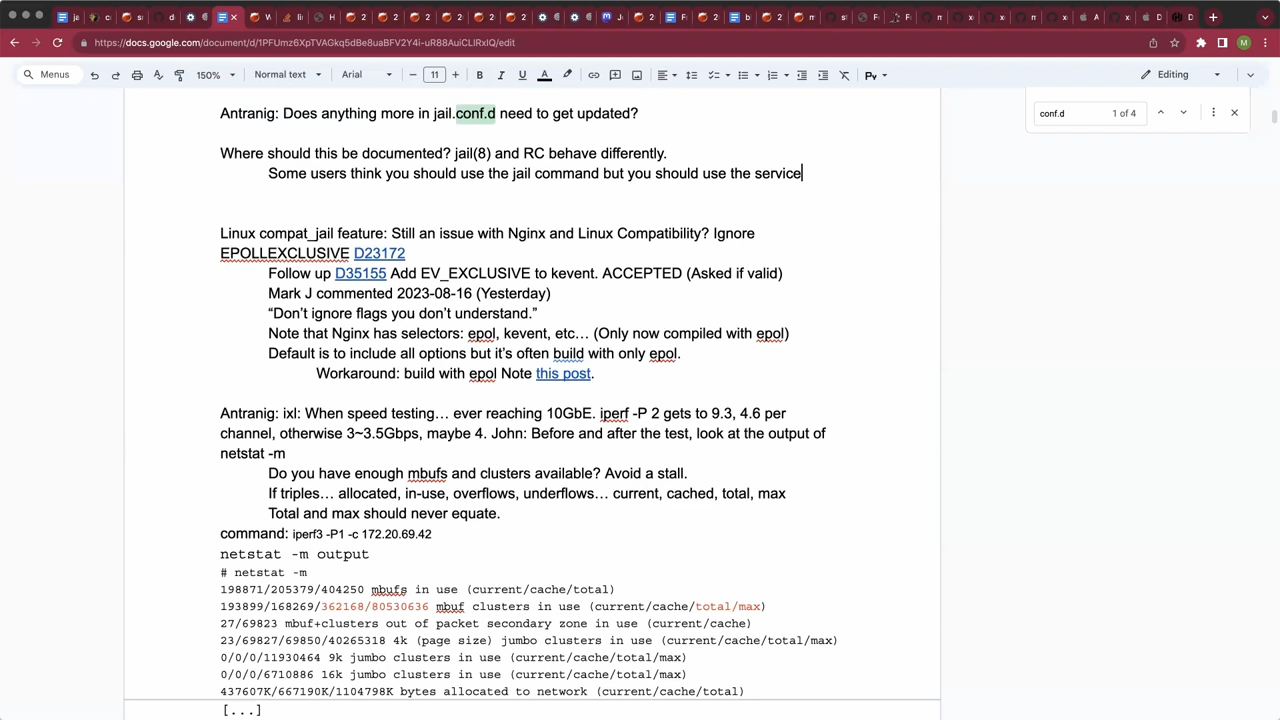 https://docs.google.com/document/d/1PFUmz6XpTVAGkq5dBe8uaBFV2Y4i-uR88AuiCLIRxIQ/edit
M
Menus
150%
Normal text
Arial
11
Editing
conf.d
1 of 4
Antranig: Does anything more in jail.conf.d need to get updated?
Where should this be documented? jail(8) and RC behave differently.
Some users think you should use the jail command but you should use the service
Linux compat_jail feature: Still an issue with Nginx and Linux Compatibility? Ignore
EPOLLEXCLUSIVE D23172
Follow up D35155 Add EV_EXCLUSIVE to kevent. ACCEPTED (Asked if valid)
Mark J commented 2023-08-16 (Yesterday)
“Don’t ignore flags you don’t understand.”
Note that Nginx has selectors: epol, kevent, etc… (Only now compiled with epol)
Default is to include all options but it’s often build with only epol.
Workaround: build with epol Note this post.
Antranig: ixl: When speed testing… ever reaching 10GbE. iperf -P 2 gets to 9.3, 4.6 per
channel, otherwise 3~3.5Gbps, maybe 4. John: Before and after the test, look at the output of
netstat -m
Do you have enough mbufs and clusters available? Avoid a stall.
If triples… allocated, in-use, overflows, underflows… current, cached, total, max
Total and max should never equate.
command: iperf3 -P1 -c 172.20.69.42
netstat -m output
# netstat -m
198871/205379/404250 mbufs in use (current/cache/total)
193899/168269/362168/80530636 mbuf clusters in use (current/cache/total/max)
27/69823 mbuf+clusters out of packet secondary zone in use (current/cache)
23/69827/69850/40265318 4k (page size) jumbo clusters in use (current/cache/total/max)
0/0/0/11930464 9k jumbo clusters in use (current/cache/total/max)
0/0/0/6710886 16k jumbo clusters in use (current/cache/total/max)
437607K/667190K/1104798K bytes allocated to network (current/cache/total)
[...]